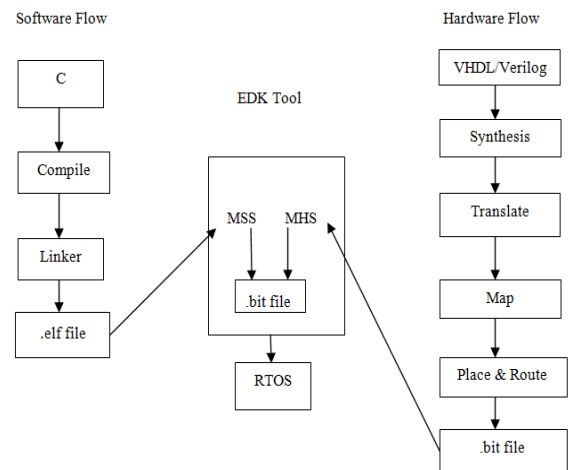 Software Flow
C
Compile
Linker
.elf file
EDK Tool
MSS
MHS
.bit file
RTOS
Hardware Flow
VHDL/Verilog
Synthesis
Translate
Map
Place & Route
.bit file